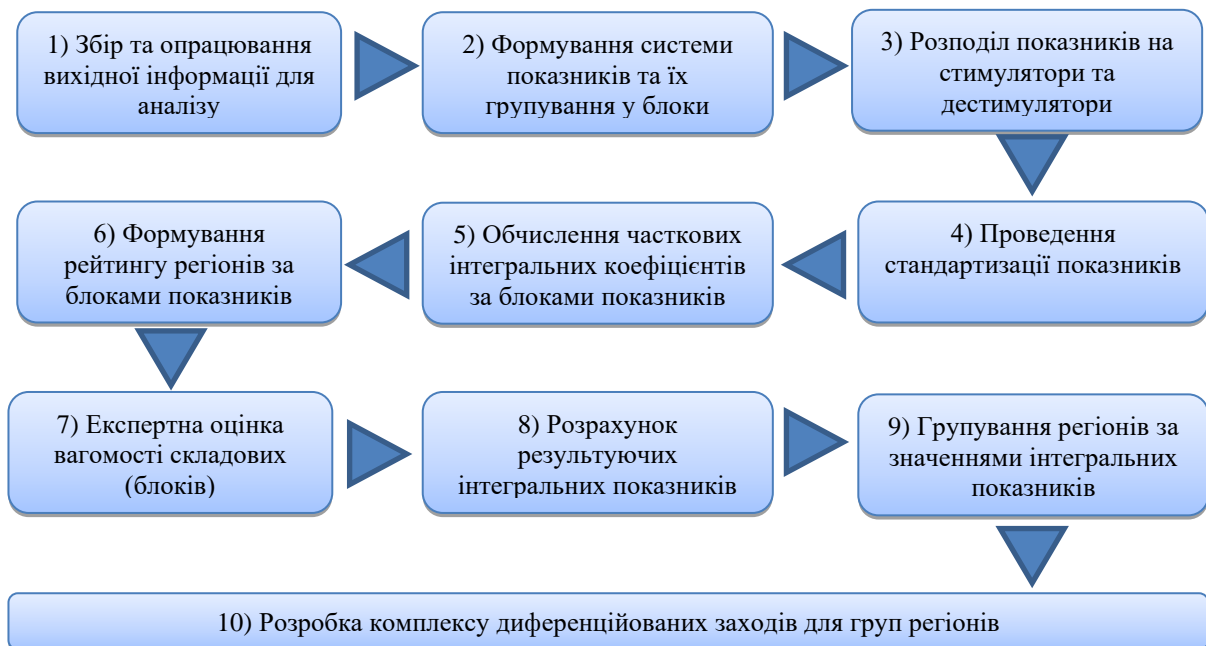 1) Збір та опрацювання
вихідної інформації для
аналізу
2) Формування системи
показників та їх
групування у блоки
3) Розподіл показників на
стимулятори та
дестимулятори
4) Проведення
стандартизації показників
5) Обчислення часткових
інтегральних коефіцієнтів
за блоками показників
6) Формування
рейтингу регіонів за
блоками показників
7) Експертна оцінка
вагомості складових
(блоків)
8) Розрахунок
результуючих
інтегральних показників
9) Групування регіонів за
значеннями інтегральних
показників
10) Розробка комплексу диференційованих заходів для груп регіонів